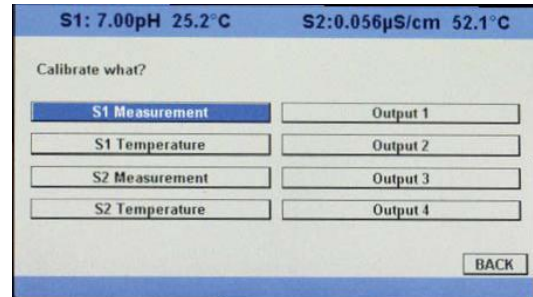 S1: 7.00pH 25.2°C S2:0.056µS/cm 52.1°C
Calibrate what?
S1 Measurement Output 1
S1 Temperature Output 2
S2 Measurement Output 3
S2 Temperature Output 4
BACK